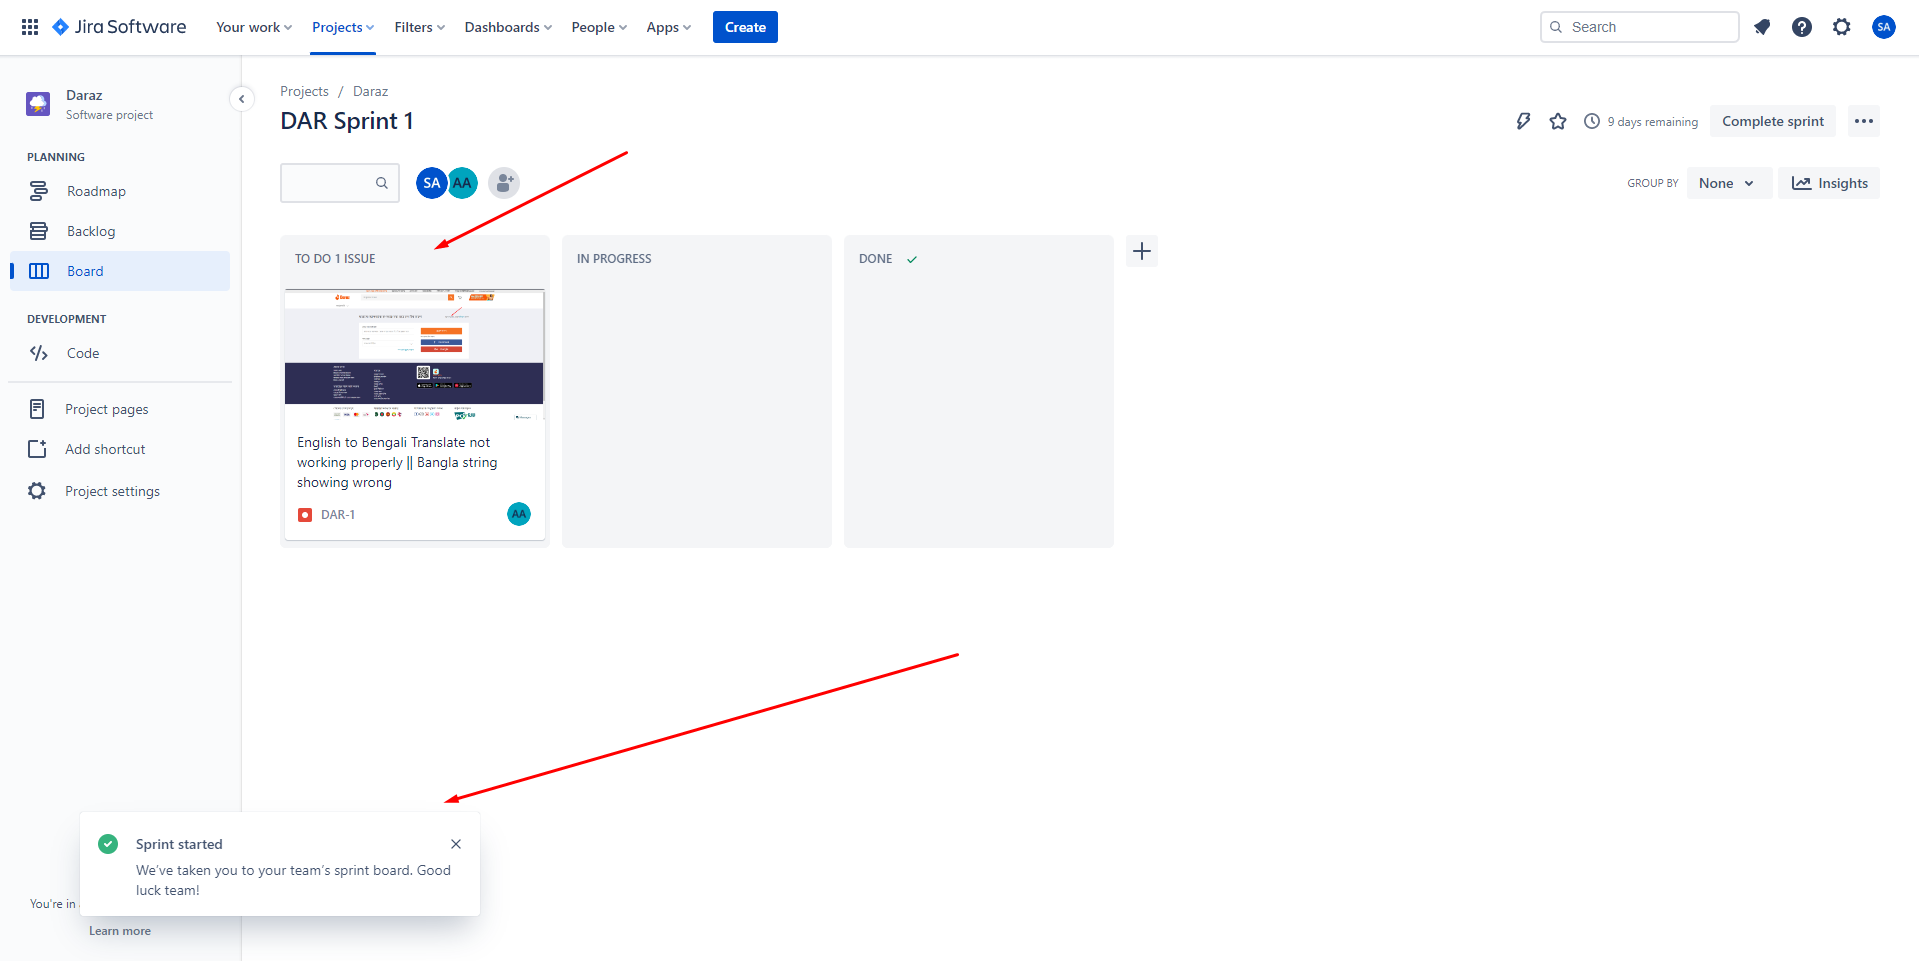 Jira Software
Your work
Projects
Filters
Dashboards
People
Apps
Create
Search
SA
Daraz
Software project
PLANNING
Roadmap
Backlog
Board
DEVELOPMENT
Code
Project pages
Add shortcut
Project settings
Projects / Daraz
DAR Sprint 1
9 days remaining
Complete sprint
SA
AA
GROUP BY
None
Insights
TO DO 1 ISSUE
IN PROGRESS
DONE
English to Bengali Translate not
working properly || Bangla string
showing wrong
DAR-1
AA
Sprint started
We've taken you to your team's sprint board. Good
luck team!
You're in
Learn more